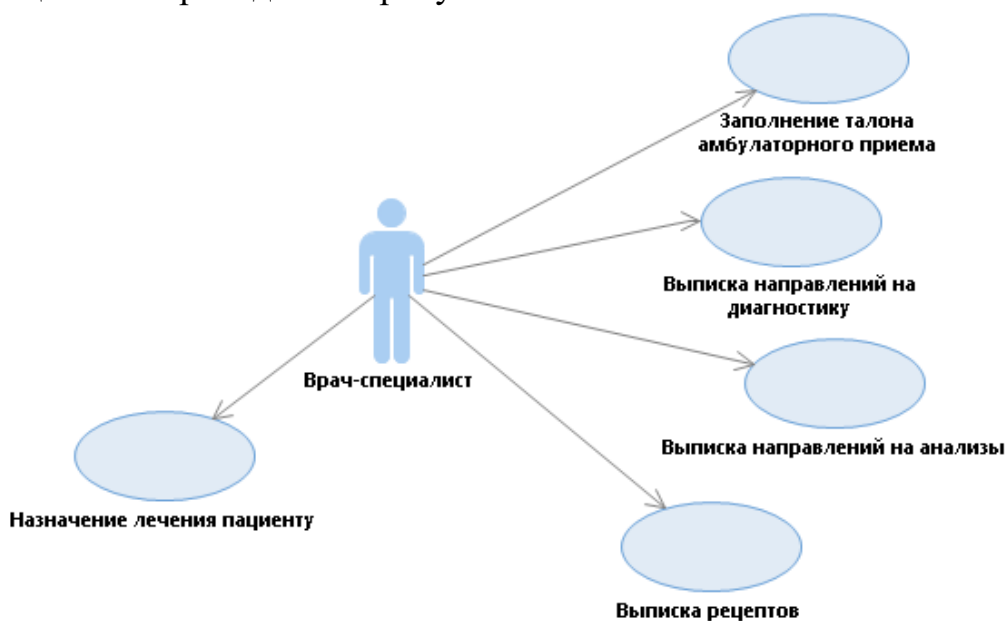 Заполнение талона
амбулаторного приема
Выписка направлений на
диагностику
Врач-специалист
Выписка направлений на анализы
Назначение лечения пациенту
Выписка рецептов